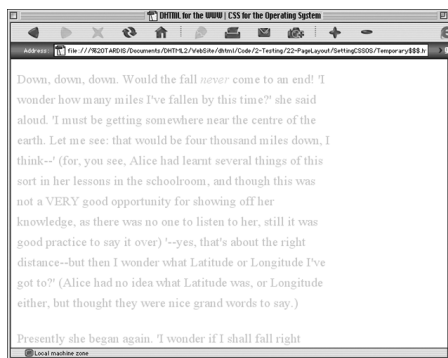 DHTML for the WWW | CSS for the Operating System
Address: file:///%20TARDIS/Documents/DHTML2/WebSite/dhtml/Code/2-Testing/22-PageLayout/SettingCSSOS/Temporary$$$.h
Down, down, down. Would the fall never come to an end! 'I
wonder how many miles I've fallen by this time?' she said
aloud. 'I must be getting somewhere near the centre of the
earth. Let me see: that would be four thousand miles down, I
think--' (for, you see, Alice had learnt several things of this
sort in her lessons in the schoolroom, and though this was
not a VERY good opportunity for showing off her
knowledge, as there was no one to listen to her, still it was
good practice to say it over) '--yes, that's about the right
distance--but then I wonder what Latitude or Longitude I've
got to?' (Alice had no idea what Latitude was, or Longitude
either, but thought they were nice grand words to say.)
Presently she began again. 'I wonder if I shall fall right
Local machine zone